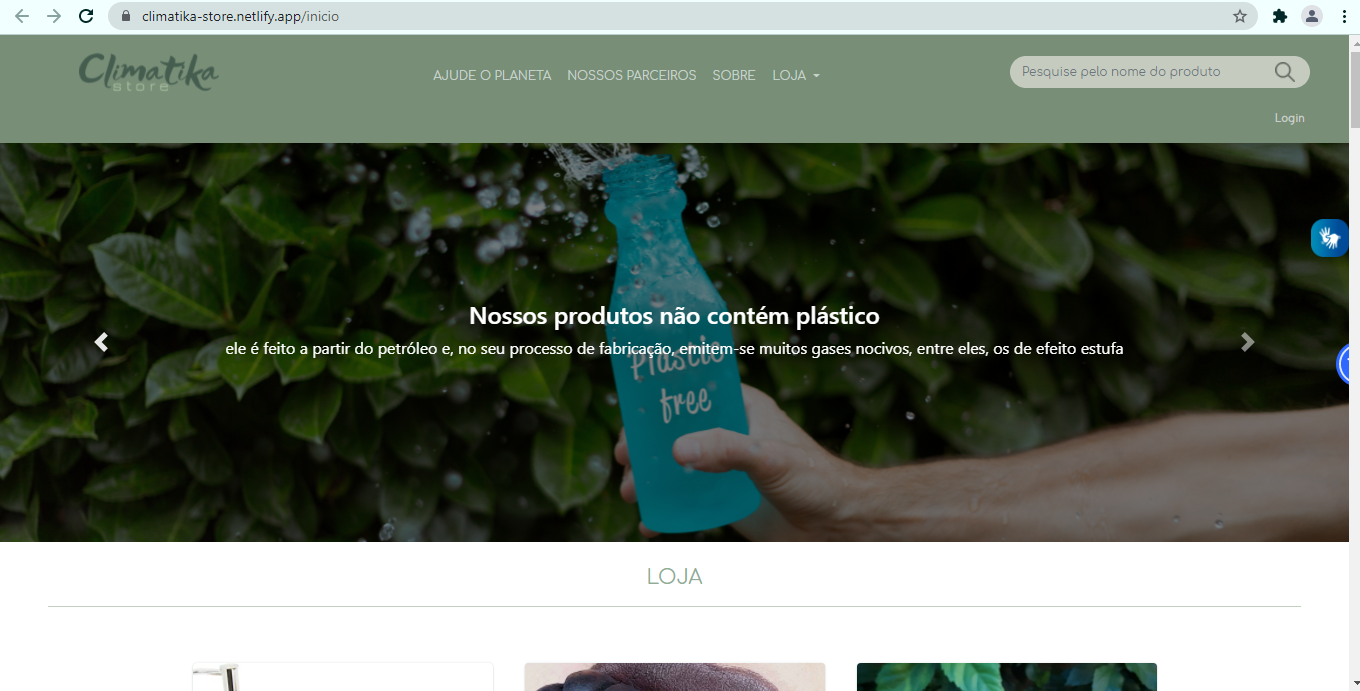 climatika-store.netlify.app/inicio
Climatika
store
AJUDE O PLANETA NOSSOS PARCEIROS SOBRE LOJA
Pesquise pelo nome do produto
Login
Nossos produtos não contém plástico
ele é feito a partir do petróleo e, no seu processo de fabricação, emitem-se muitos gases nocivos, entre eles, os de efeito estufa
Plastic
free
LOJA